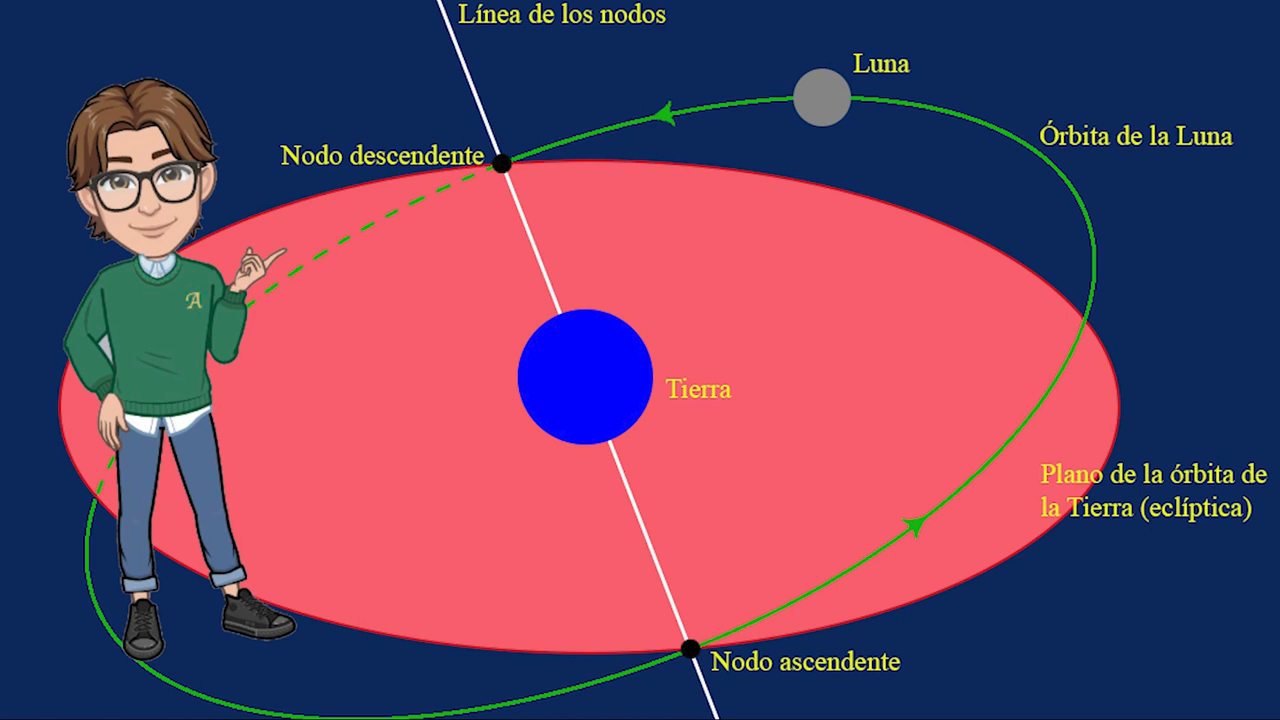 Línea de los nodos
Luna
Órbita de la Luna
Nodo descendente
A
Tierra
Plano de la órbita de
la Tierra (eclíptica)
Nodo ascendente